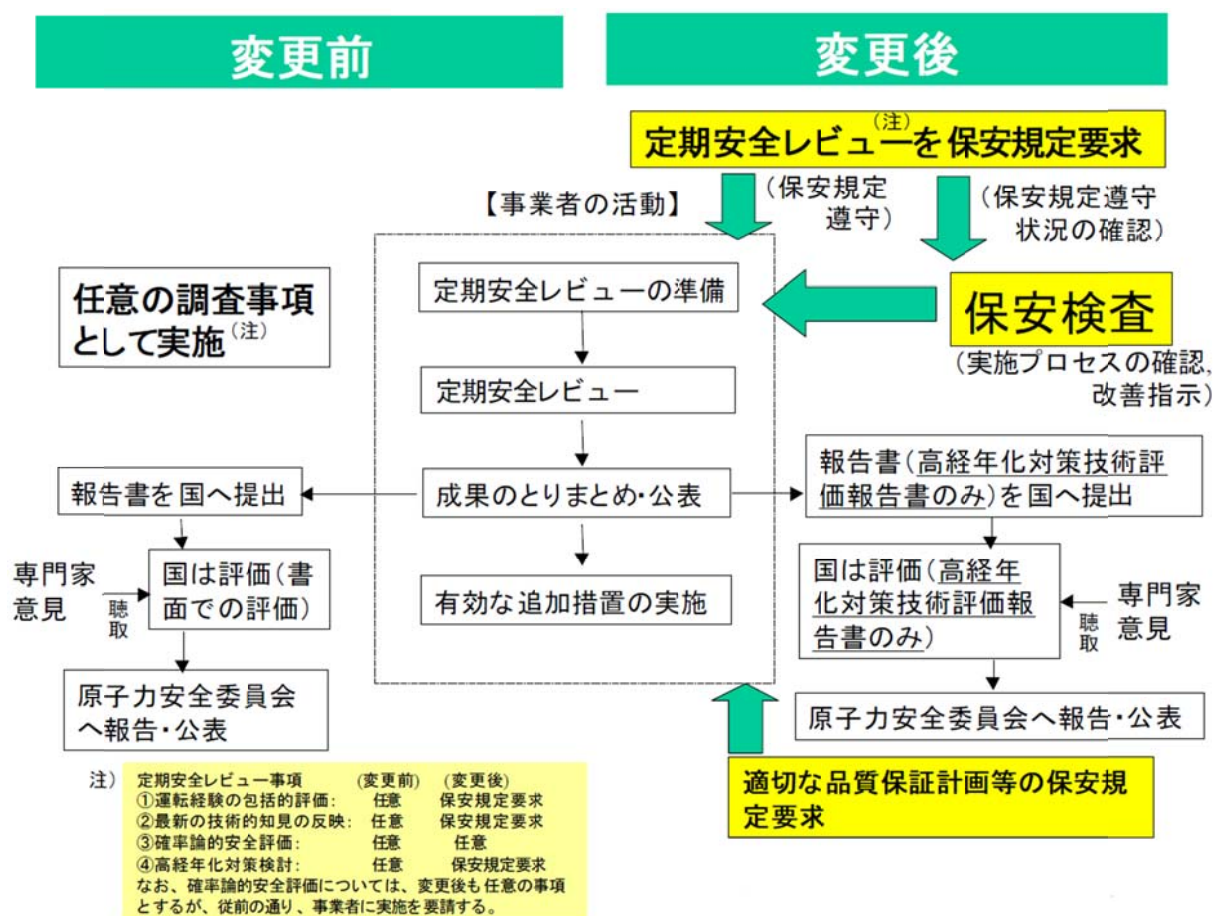 変更前
変更後
定期安全レビュー(注)を保安規定要求
【事業者の活動】
(保安規定
遵守)
(保安規定遵守
状況の確認)
任意の調査事項
として実施(注)
定期安全レビューの準備
保安検査
(実施プロセスの確認,
改善指示)
定期安全レビュー
報告書を国へ提出
成果のとりまとめ・公表
報告書(高経年化対策技術評
価報告書のみ)を国へ提出
専門家
意見
聴取
国は評価(書
面での評価)
有効な追加措置の実施
国は評価(高経年
化対策技術評価報
告書のみ)
聴取
専門家
意見
原子力安全委員会
へ報告・公表
原子力安全委員会へ報告・公表
適切な品質保証計画等の保安規
定要求
注)
定期安全レビュー事項 (変更前) (変更後)
①運転経験の包括的評価: 任意 保安規定要求
②最新の技術的知見の反映: 任意 保安規定要求
③確率論的安全評価: 任意 任意
④高経年化対策検討: 任意 保安規定要求
なお、確率論的安全評価については、変更後も任意の事項
とするが、従前の通り、事業者に実施を要請する。